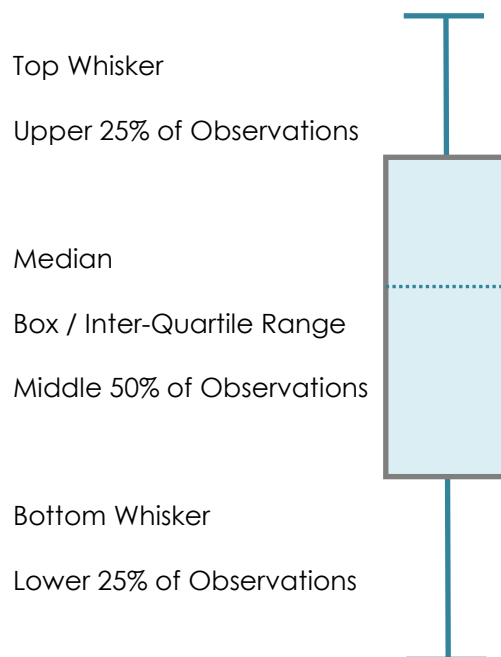 Top Whisker
Upper 25% of Observations
Median
Box / Inter-Quartile Range
Middle 50% of Observations
Bottom Whisker
Lower 25% of Observations